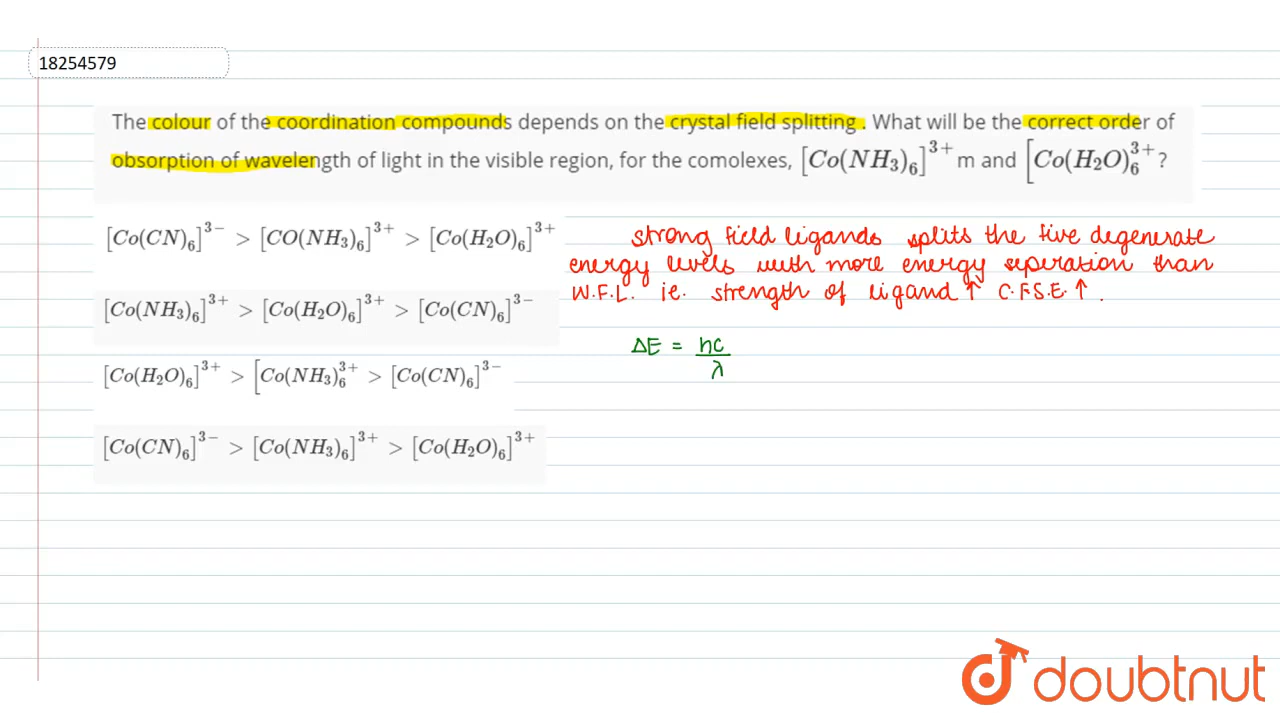 18254579
The colour of the coordination compounds depends on the crystal field splitting . What will be the correct order of
obsorption of wavelength of light in the visible region, for the comolexes, [Co(NH₃)₆]³⁺m and [Co(H₂O)₆³⁺?
[Co(CN)₆]³⁻ > [CO(NH₃)₆]³⁺ > [Co(H₂O)₆]³⁺
[Co(NH₃)₆]³⁺ > [Co(H₂O)₆]³⁺ > [Co(CN)₆]³⁻
[Co(H₂O)₆]³⁺ > [Co(NH₃)₆³⁺ > [Co(CN)₆]³⁻
[Co(CN)₆]³⁻ > [Co(NH₃)₆]³⁺ > [Co(H₂O)₆]³⁺
strong field ligands splits the five degenerate
energy levels with more energy seperation than
W.F.L. ie. strength of ligand ↑ C.F.S.E. ↑ .
ΔE = hc/λ
doubtnut